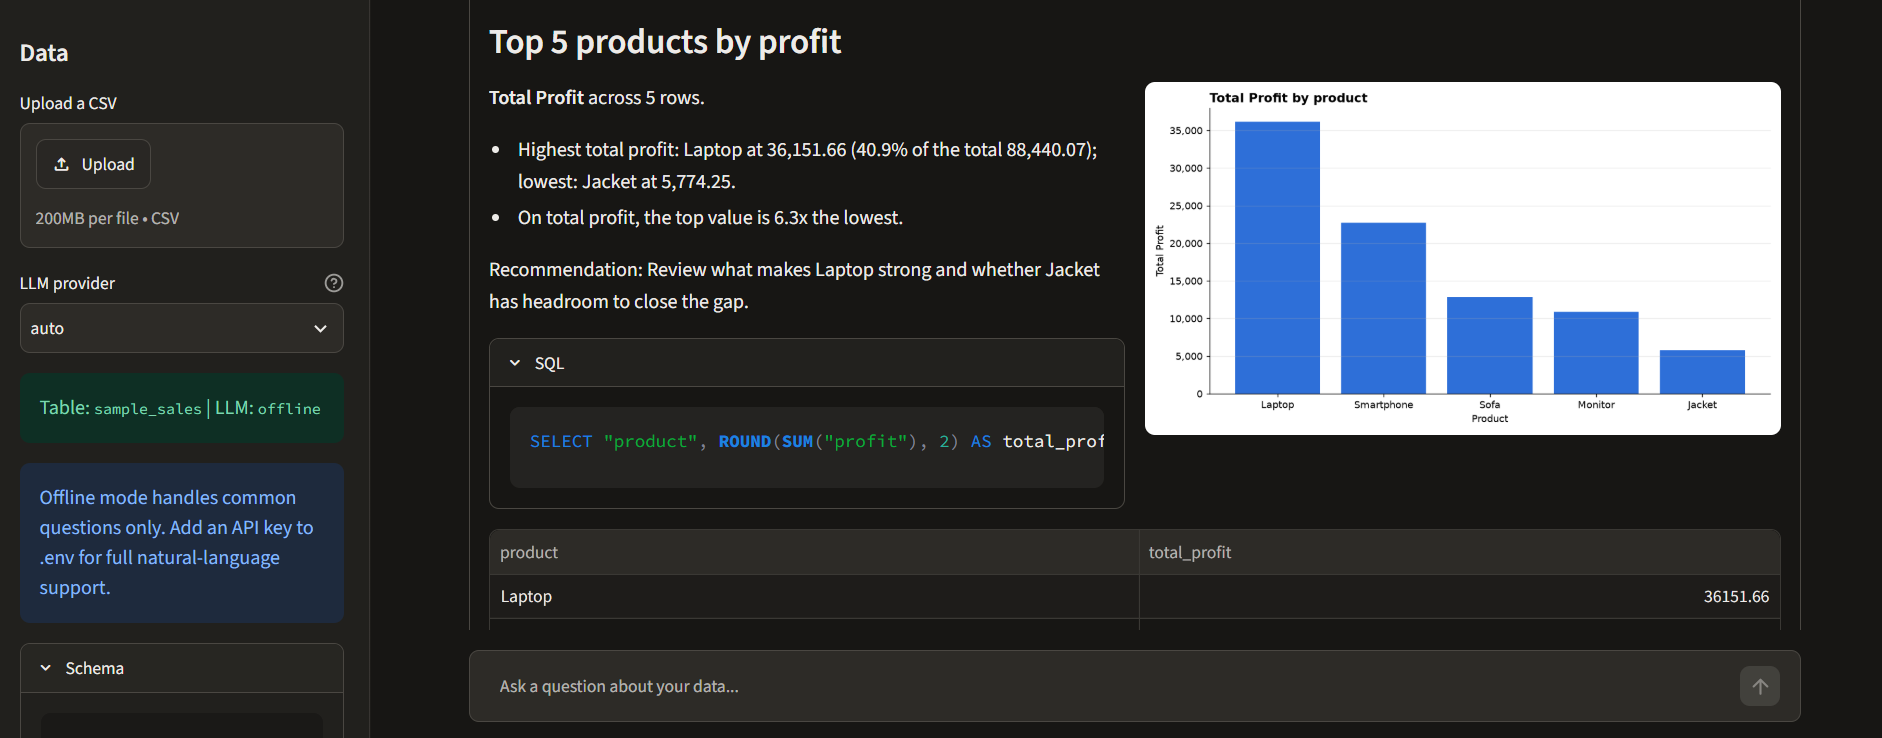 Data
Upload a CSV
Upload
200MB per file • CSV
LLM provider
auto
Table: sample_sales | LLM: offline
Offline mode handles common
questions only. Add an API key to
.env for full natural-language
support.
Schema
Top 5 products by profit
Total Profit across 5 rows.
Highest total profit: Laptop at 36,151.66 (40.9% of the total 88,440.07);
lowest: Jacket at 5,774.25.
On total profit, the top value is 6.3x the lowest.
Recommendation: Review what makes Laptop strong and whether Jacket
has headroom to close the gap.
SQL
SELECT "product", ROUND(SUM("profit"), 2) AS total_prof
Total Profit by product
Total Profit
35,000
30,000
25,000
20,000
15,000
10,000
5,000
0
Laptop Smartphone Sofa Monitor Jacket
Product
product total_profit
Laptop 36151.66
Ask a question about your data...